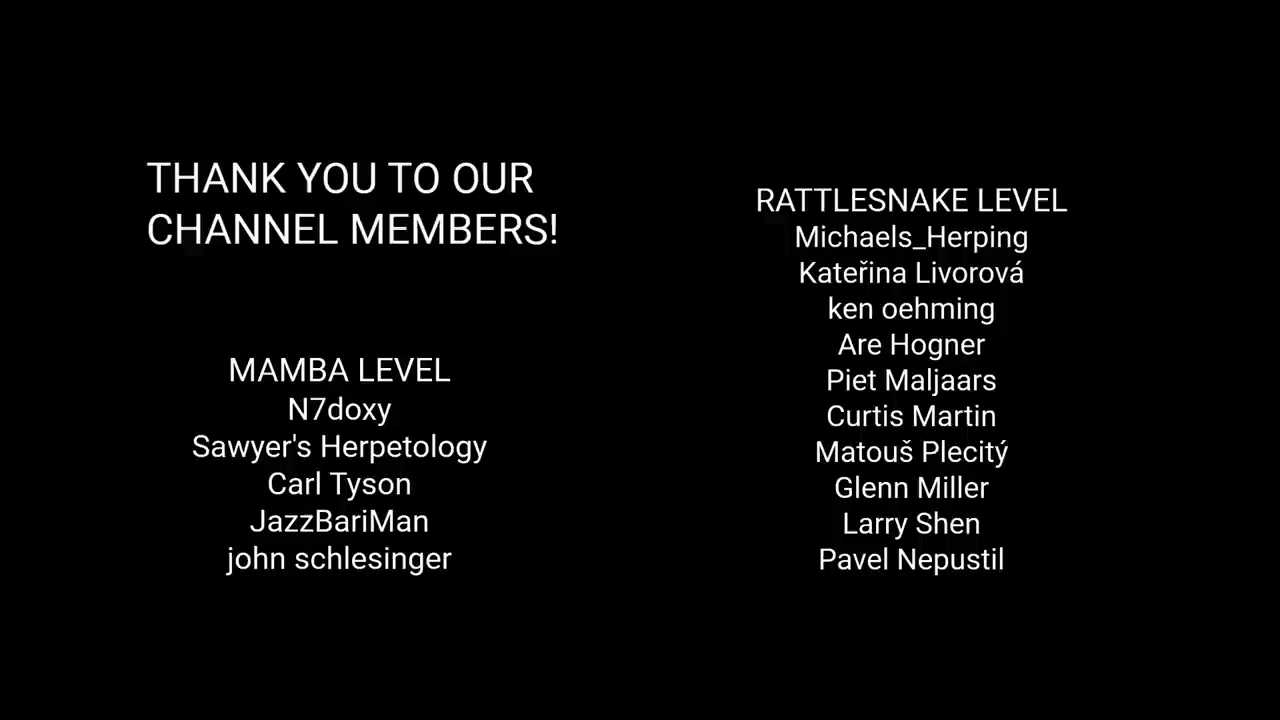 THANK YOU TO OUR
CHANNEL MEMBERS!
MAMBA LEVEL
N7doxy
Sawyer's Herpetology
Carl Tyson
JazzBariMan
john schlesinger
RATTLESNAKE LEVEL
Michaels_Herping
Kateřina Livorová
ken oehming
Are Hogner
Piet Maljaars
Curtis Martin
Matouš Plecitý
Glenn Miller
Larry Shen
Pavel Nepustil